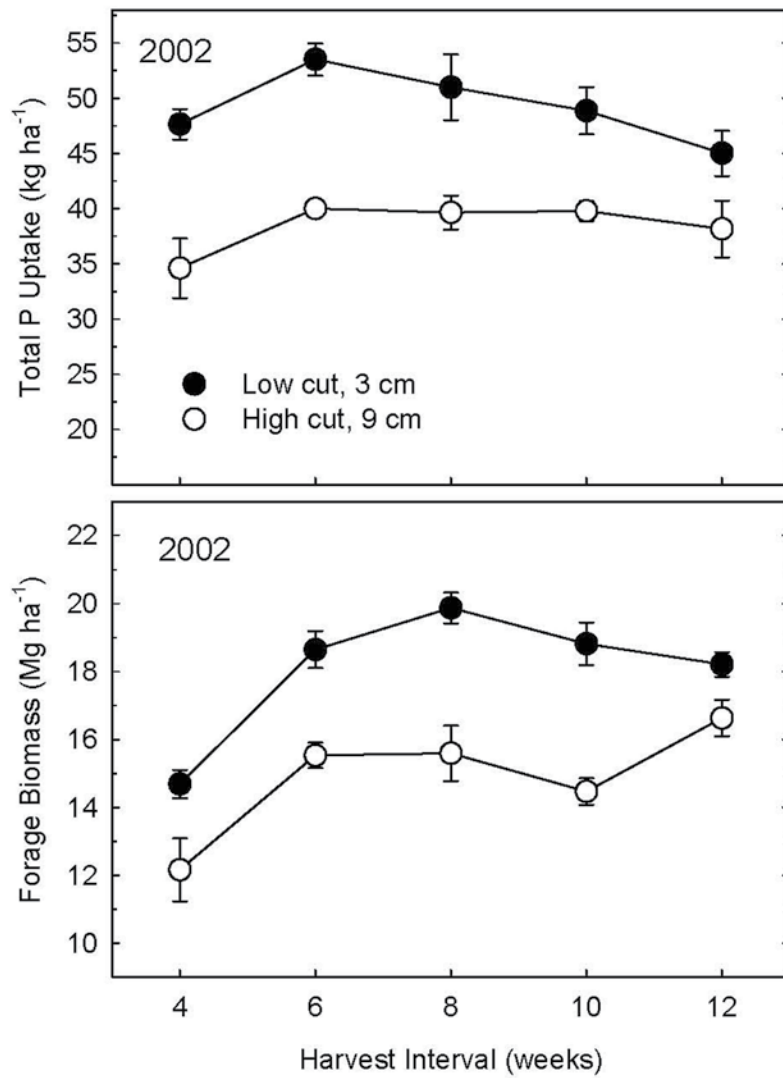 2002
Total P Uptake (kg ha⁻¹)
55
50
45
40
35
30
25
20
Low cut, 3 cm
High cut, 9 cm
2002
Forage Biomass (Mg ha⁻¹)
22
20
18
16
14
12
10
4 6 8 10 12
Harvest Interval (weeks)